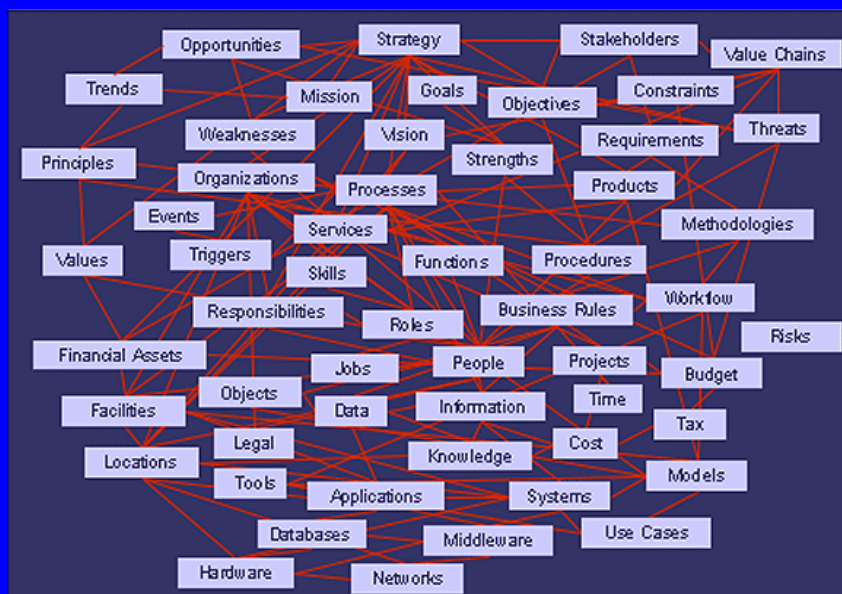 Opportunities
Strategy
Stakeholders
Value Chains
Trends
Mission
Goals
Objectives
Constraints
Weaknesses
Vision
Requirements
Threats
Principles
Strengths
Organizations
Processes
Products
Events
Services
Methodologies
Values
Triggers
Skills
Functions
Procedures
Responsibilities
Roles
Business Rules
Workflow
Risks
Financial Assets
Jobs
People
Projects
Budget
Objects
Time
Facilities
Data
Information
Tax
Legal
Cost
Locations
Knowledge
Models
Tools
Applications
Systems
Databases
Middleware
Use Cases
Hardware
Networks